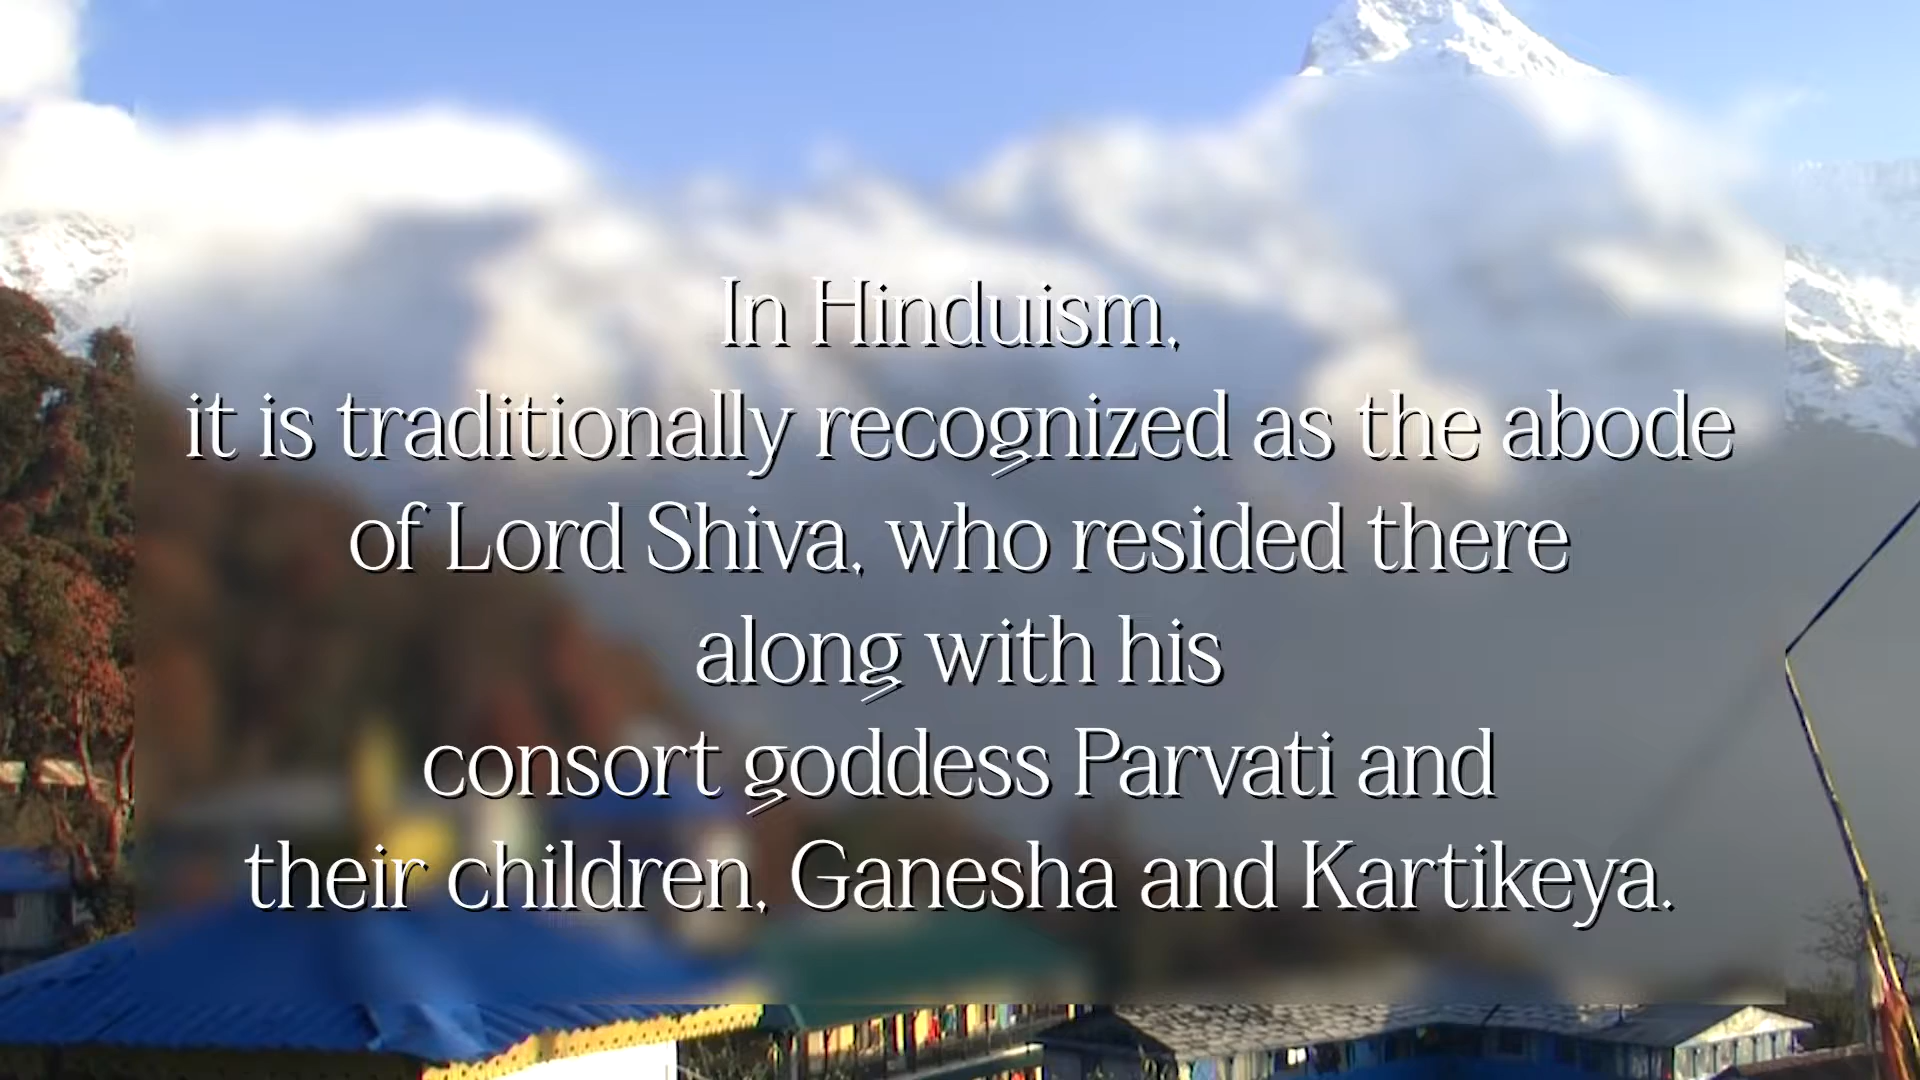 In Hinduism,
it is traditionally recognized as the abode
of Lord Shiva, who resided there
along with his
consort goddess Parvati and
their children, Ganesha and Kartikeya.